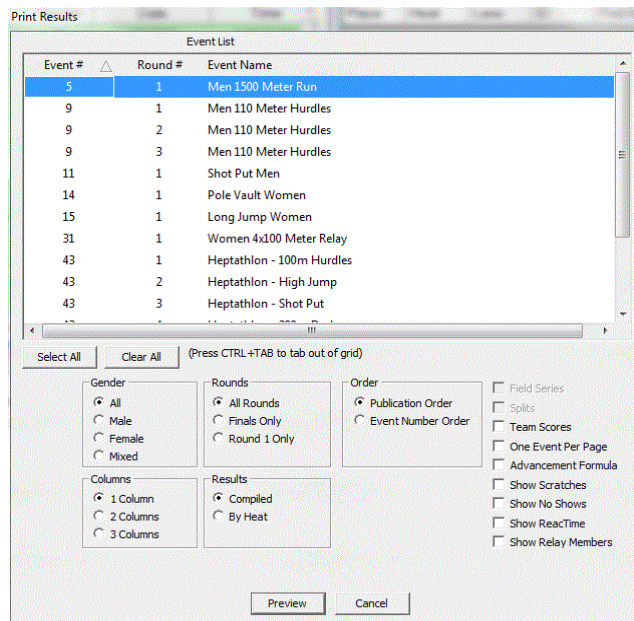 Print Results
Event List
Event # Round # Event Name
5 1 Men 1500 Meter Run
9 1 Men 110 Meter Hurdles
9 2 Men 110 Meter Hurdles
9 3 Men 110 Meter Hurdles
11 1 Shot Put Men
14 1 Pole Vault Women
15 1 Long Jump Women
31 1 Women 4x100 Meter Relay
43 1 Heptathlon - 100m Hurdles
43 2 Heptathlon - High Jump
43 3 Heptathlon - Shot Put
Select All Clear All (Press CTRL+TAB to tab out of grid)
Gender
All
Male
Female
Mixed
Rounds
All Rounds
Finals Only
Round 1 Only
Order
Publication Order
Event Number Order
Field Series
Splits
Team Scores
One Event Per Page
Advancement Formula
Show Scratches
Show No Shows
Show ReacTime
Show Relay Members
Columns
1 Column
2 Columns
3 Columns
Results
Compiled
By Heat
Preview Cancel